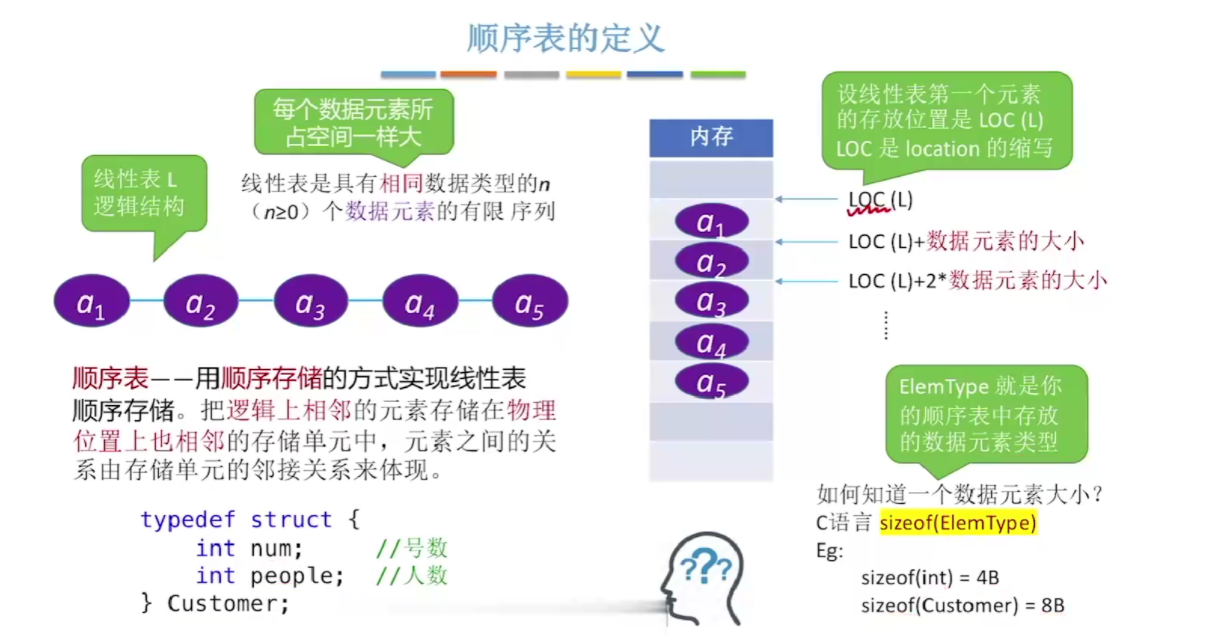 顺序表的定义
每个数据元素所
占空间一样大
线性表 L
逻辑结构
线性表是具有相同数据类型的n
（n≥0）个数据元素的有限 序列
a1 a2 a3 a4 a5
顺序表——用顺序存储的方式实现线性表
顺序存储。把逻辑上相邻的元素存储在物理
位置上也相邻的存储单元中，元素之间的关
系由存储单元的邻接关系来体现。
typedef struct {
int num; //号数
int people; //人数
} Customer;
内存
a1
a2
a3
a4
a5
设线性表第一个元素
的存放位置是 LOC (L)
LOC 是 location 的缩写
LOC (L)
LOC (L)+数据元素的大小
LOC (L)+2*数据元素的大小
ElemType 就是你
的顺序表中存放
的数据元素类型
如何知道一个数据元素大小？
C语言 sizeof(ElemType)
Eg:
sizeof(int) = 4B
sizeof(Customer) = 8B
???